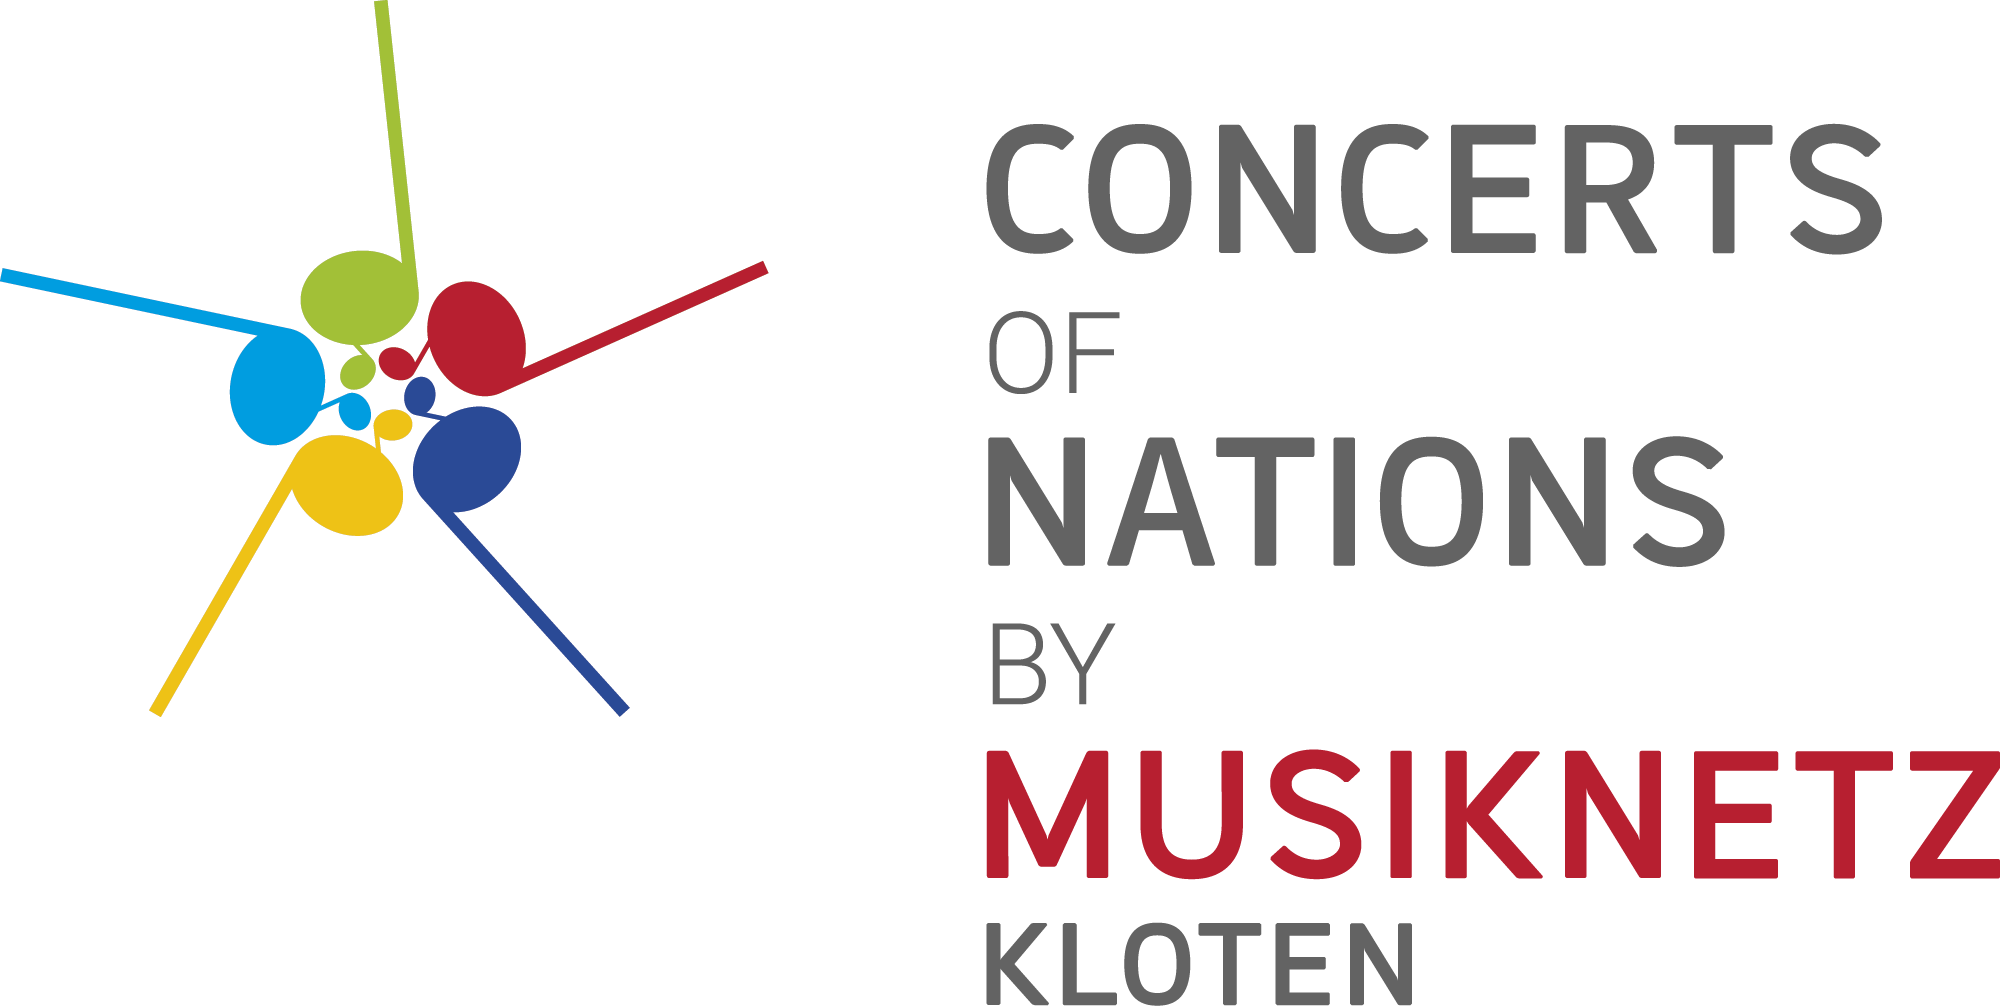 CONCERTS
OF
NATIONS
BY
MUSIKNETZ
KLOTEN